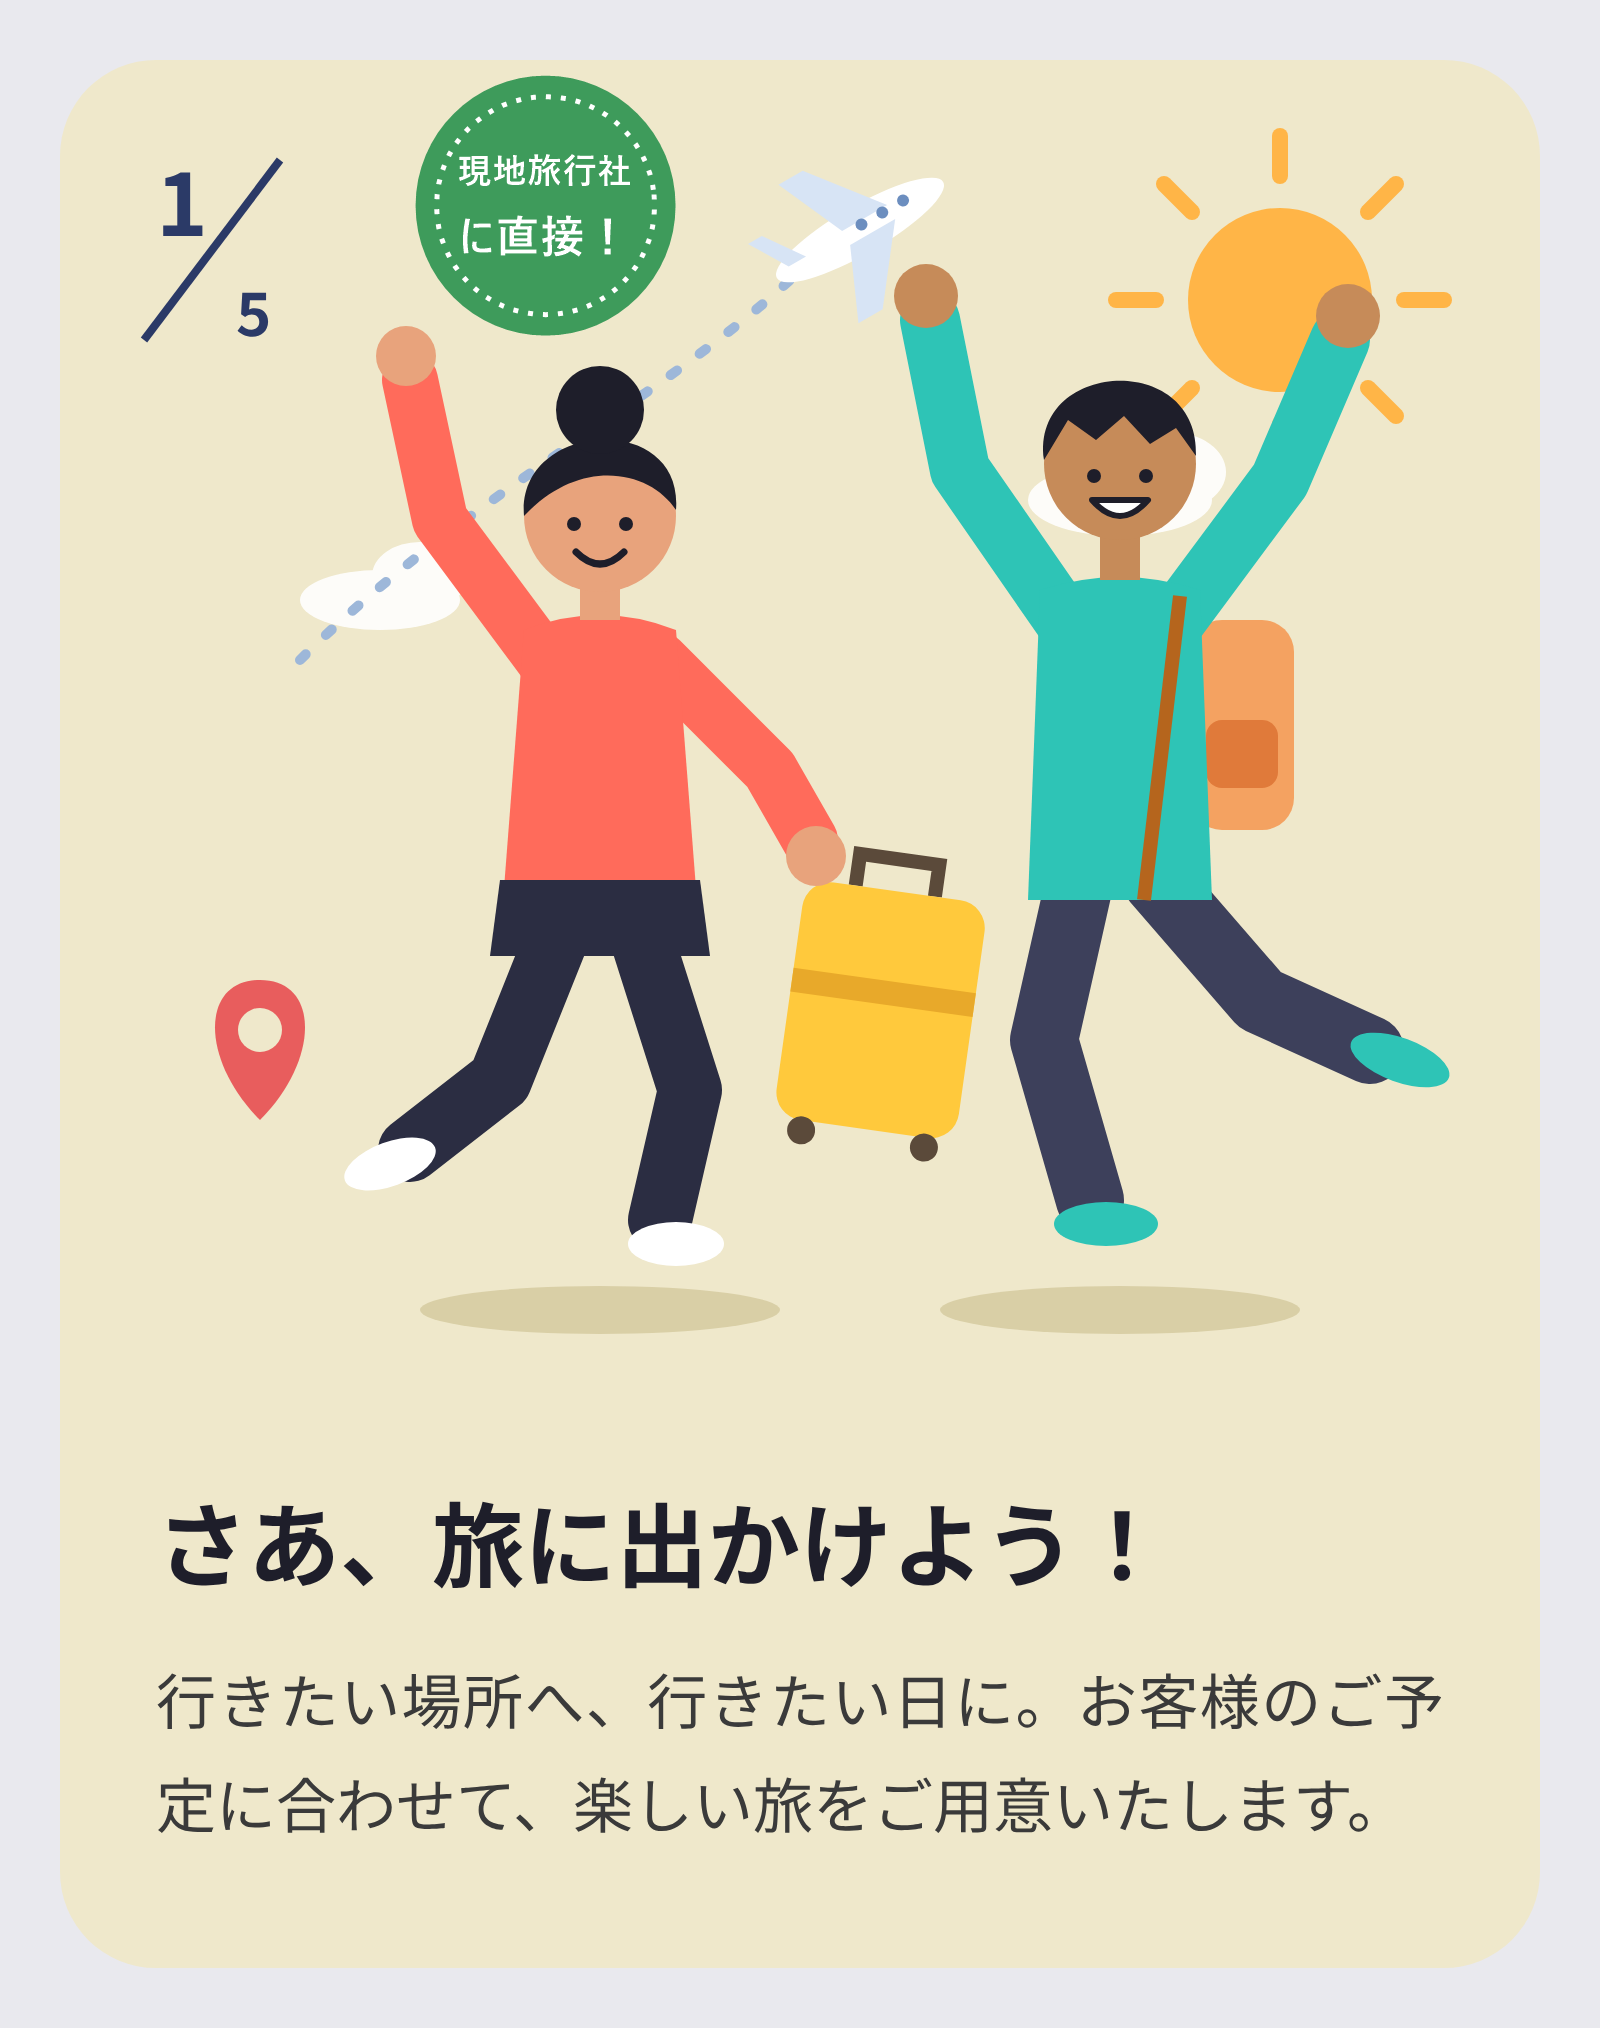 1/5
現地旅行社
に直接！
さあ、旅に出かけよう！
行きたい場所へ、行きたい日に。お客様のご予
定に合わせて、楽しい旅をご用意いたします。